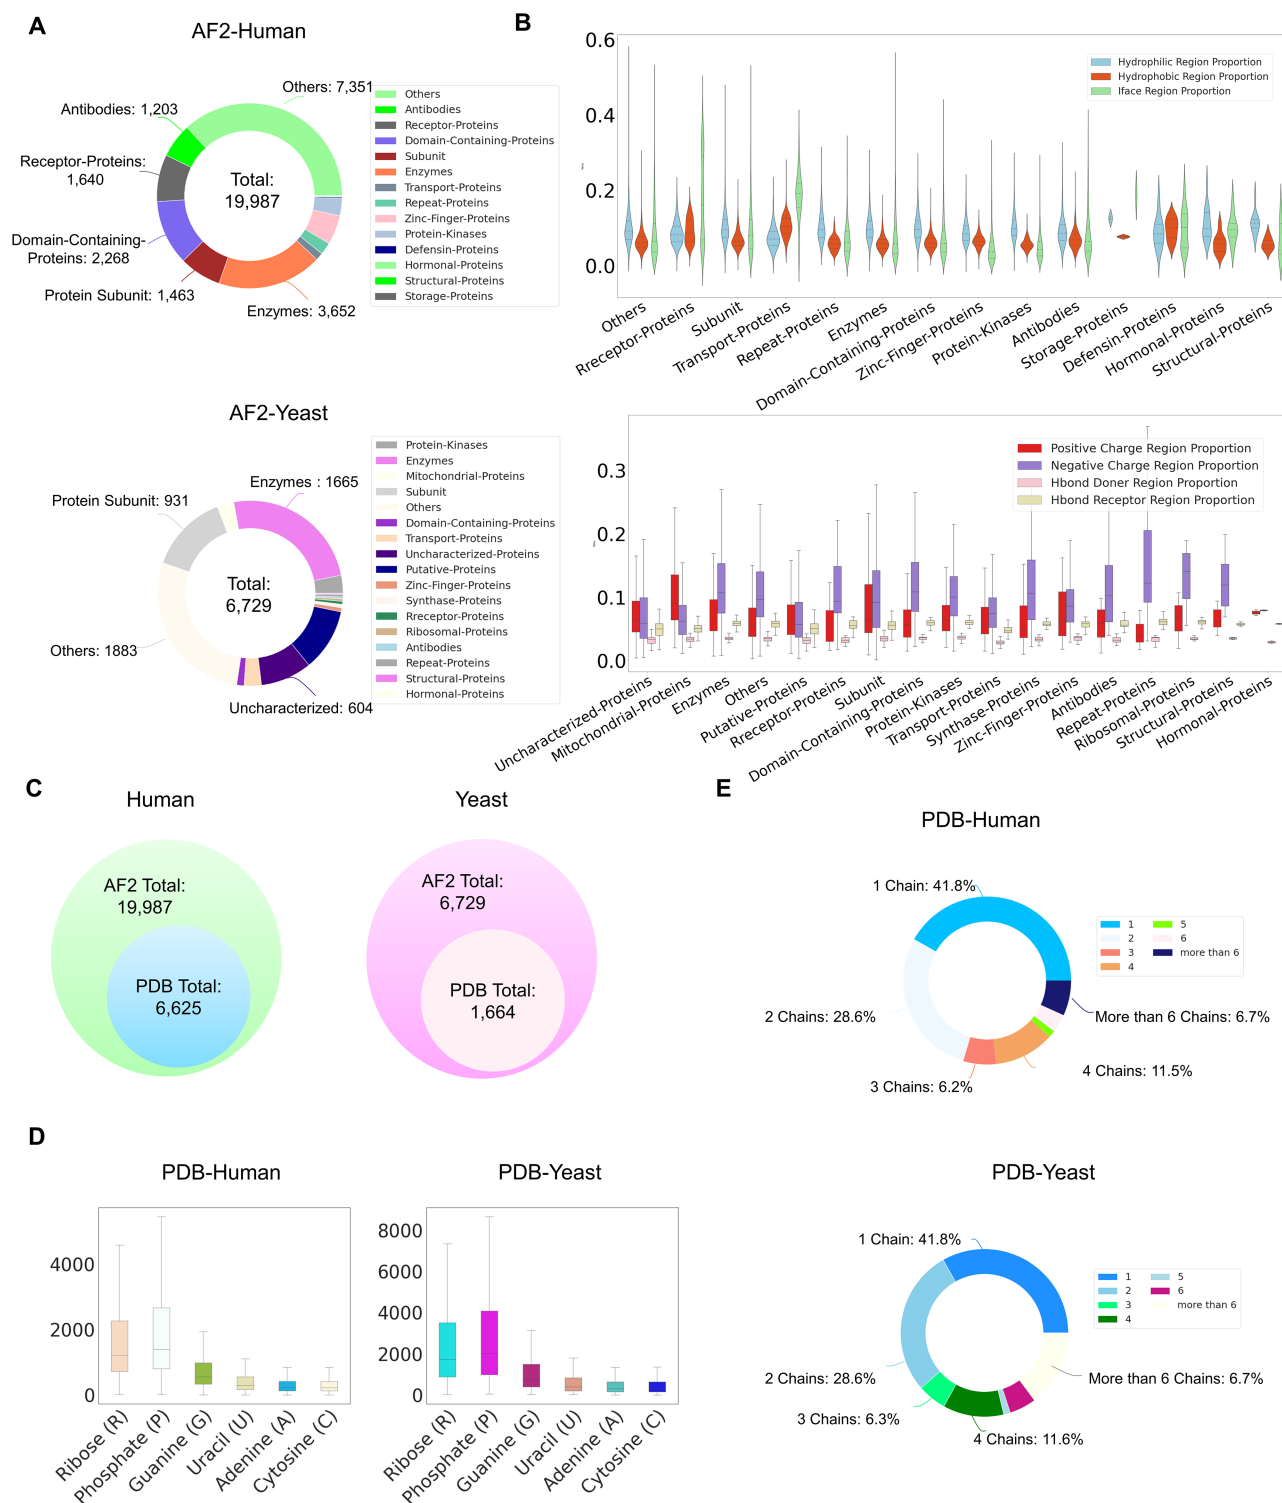 A
AF2-Human
Others: 7,351
Antibodies: 1,203
Receptor-Proteins:
1,640
Total:
19,987
Domain-Containing-
Proteins: 2,268
Protein Subunit: 1,463
Enzymes: 3,652
Others
Antibodies
Receptor-Proteins
Domain-Containing-Proteins
Subunit
Enzymes
Transport-Proteins
Repeat-Proteins
Zinc-Finger-Proteins
Protein-Kinases
Defensin-Proteins
Hormonal-Proteins
Structural-Proteins
Storage-Proteins
AF2-Yeast
Enzymes : 1665
Protein Subunit: 931
Total:
6,729
Others: 1883
Uncharacterized: 604
Protein-Kinases
Enzymes
Mitochondrial-Proteins
Subunit
Others
Domain-Containing-Proteins
Transport-Proteins
Uncharacterized-Proteins
Putative-Proteins
Zinc-Finger-Proteins
Synthase-Proteins
Rreceptor-Proteins
Ribosomal-Proteins
Antibodies
Repeat-Proteins
Structural-Proteins
Hormonal-Proteins
B
0.6
0.4
0.2
0.0
Hydrophilic Region Proportion
Hydrophobic Region Proportion
Iface Region Proportion
Others
Rreceptor-Proteins
Subunit
Transport-Proteins
Repeat-Proteins
Enzymes
Domain-Containing-Proteins
Zinc-Finger-Proteins
Protein-Kinases
Antibodies
Storage-Proteins
Defensin-Proteins
Hormonal-Proteins
Structural-Proteins
0.3
0.2
0.1
0.0
Positive Charge Region Proportion
Negative Charge Region Proportion
Hbond Doner Region Proportion
Hbond Receptor Region Proportion
Uncharacterized-Proteins
Mitochondrial-Proteins
Enzymes
Others
Putative-Proteins
Rreceptor-Proteins
Subunit
Domain-Containing-Proteins
Protein-Kinases
Transport-Proteins
Synthase-Proteins
Zinc-Finger-Proteins
Antibodies
Repeat-Proteins
Ribosomal-Proteins
Structural-Proteins
Hormonal-Proteins
C
Human
AF2 Total:
19,987
PDB Total:
6,625
Yeast
AF2 Total:
6,729
PDB Total:
1,664
D
PDB-Human
4000
2000
0
Ribose (R)
Phosphate (P)
Guanine (G)
Uracil (U)
Adenine (A)
Cytosine (C)
PDB-Yeast
8000
6000
4000
2000
0
Ribose (R)
Phosphate (P)
Guanine (G)
Uracil (U)
Adenine (A)
Cytosine (C)
E
PDB-Human
1 Chain: 41.8%
2 Chains: 28.6%
3 Chains: 6.2%
4 Chains: 11.5%
More than 6 Chains: 6.7%
1
2
3
4
5
6
more than 6
PDB-Yeast
1 Chain: 41.8%
2 Chains: 28.6%
3 Chains: 6.3%
4 Chains: 11.6%
More than 6 Chains: 6.7%
1
2
3
4
5
6
more than 6